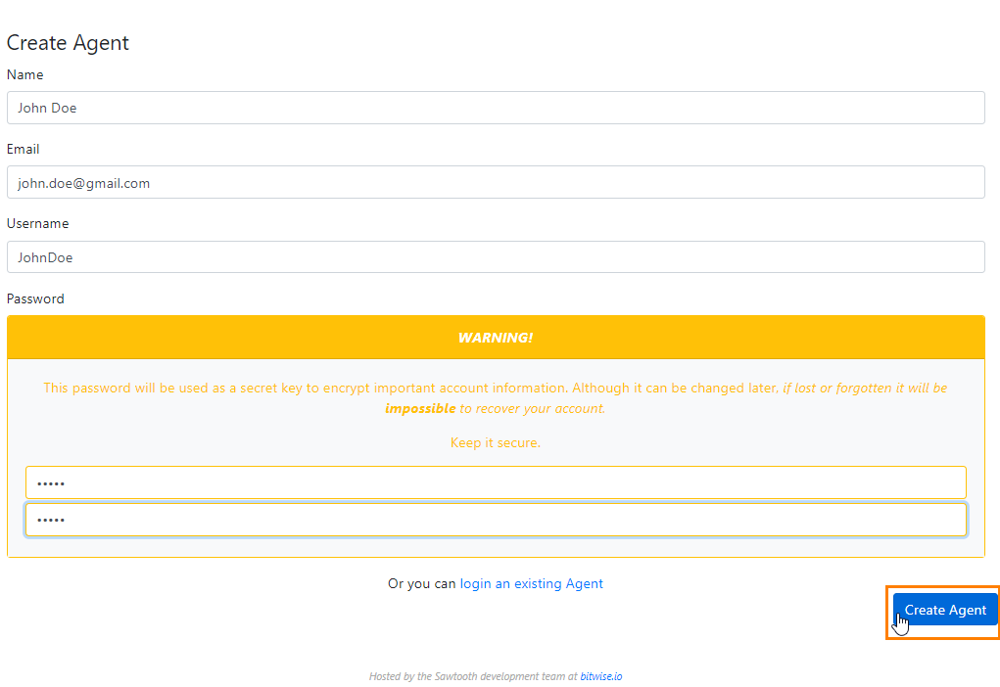 Create Agent
Name
John Doe
Email
john.doe@gmail.com
Username
JohnDoe
Password
WARNING!
This password will be used as a secret key to encrypt important account information. Although it can be changed later, if lost or forgotten it will be
impossible to recover your account.
Keep it secure.
•••••
•••••
Or you can login an existing Agent
Create Agent
Hosted by the Sawtooth development team at bitwise.io